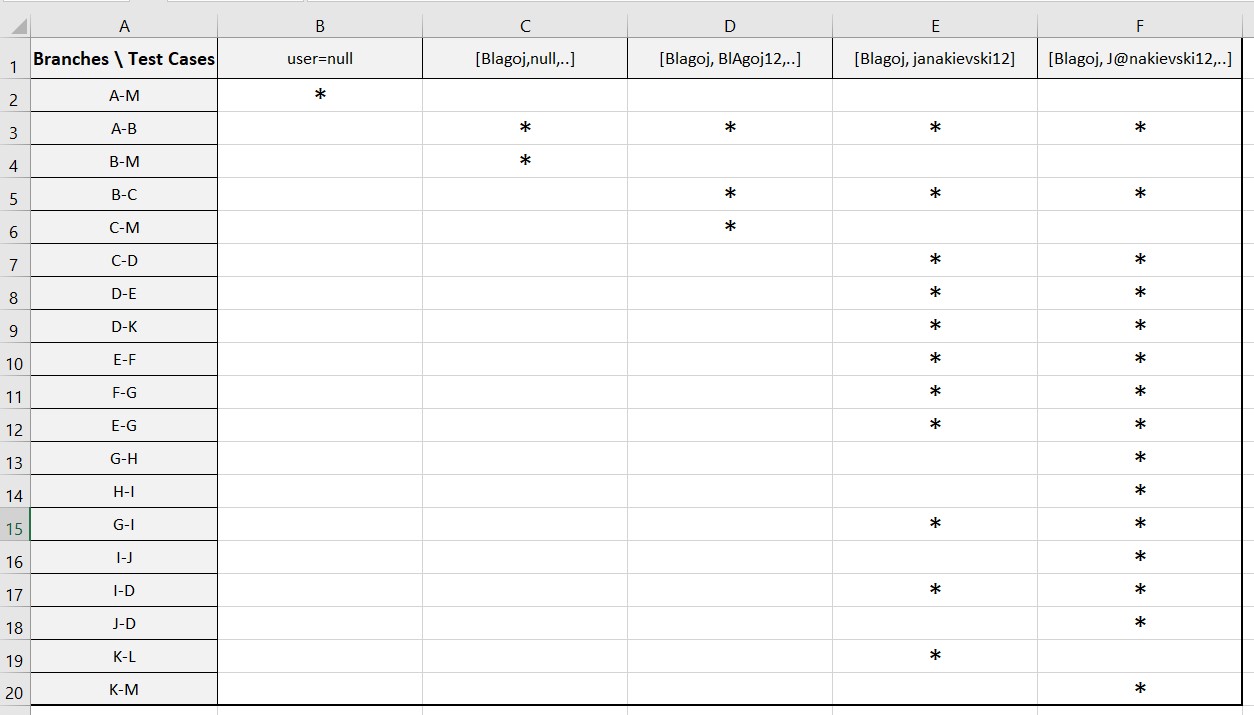 A B C D E F
1 Branches \ Test Cases user=null [Blagoj,null,..] [Blagoj, BlAgoj12,..] [Blagoj, janakievski12] [Blagoj, J@nakievski12,..]
2 A-M *
3 A-B * * * *
4 B-M *
5 B-C * * *
6 C-M *
7 C-D * *
8 D-E * *
9 D-K * *
10 E-F * *
11 F-G * *
12 E-G * *
13 G-H *
14 H-I *
15 G-I * *
16 I-J *
17 I-D * *
18 J-D *
19 K-L *
20 K-M *